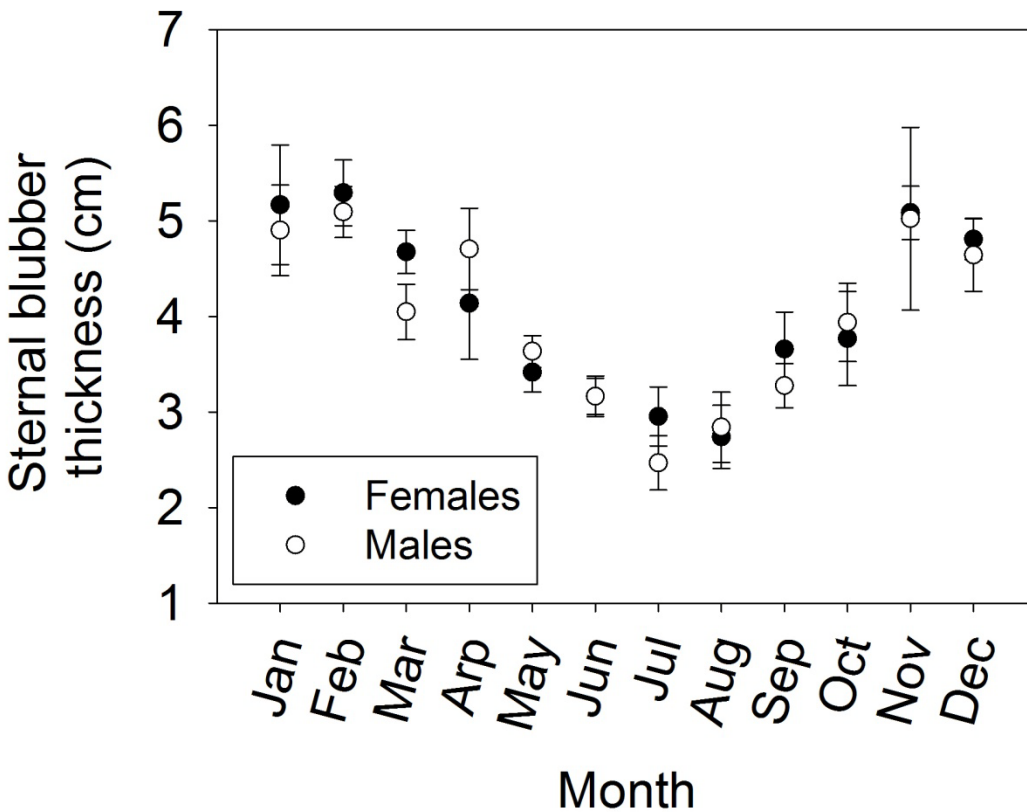 Sternal blubber
thickness (cm)
7
6
5
4
3
2
1
Females
Males
Jan
Feb
Mar
Arp
May
Jun
Jul
Aug
Sep
Oct
Nov
Dec
Month